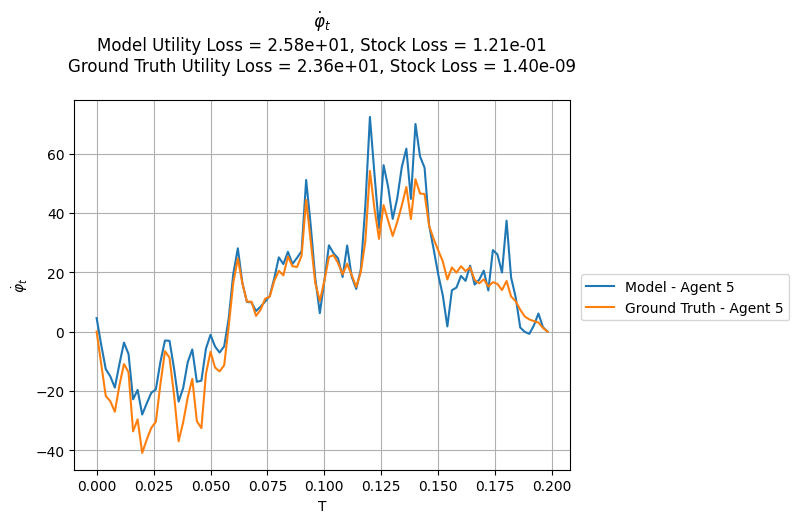 φ̇ₜ
Model Utility Loss = 2.58e+01, Stock Loss = 1.21e-01
Ground Truth Utility Loss = 2.36e+01, Stock Loss = 1.40e-09
φ̇ₜ
60
40
20
0
−20
−40
0.000 0.025 0.050 0.075 0.100 0.125 0.150 0.175 0.200
T
Model - Agent 5
Ground Truth - Agent 5